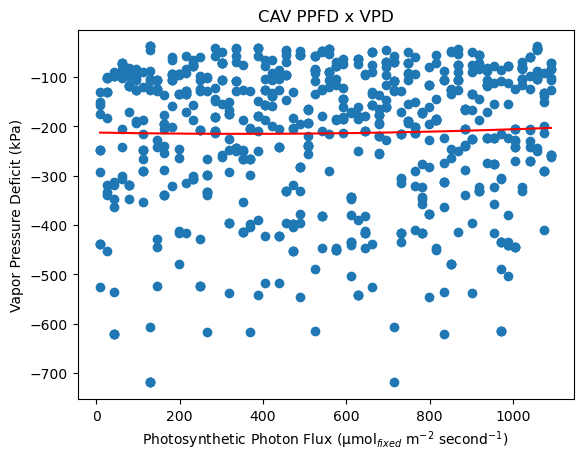 CAV PPFD x VPD
Vapor Pressure Deficit (kPa)
−100
−200
−300
−400
−500
−600
−700
0 200 400 600 800 1000
Photosynthetic Photon Flux (μmol$_{fixed}$ m$^{−2}$ second$^{−1}$)